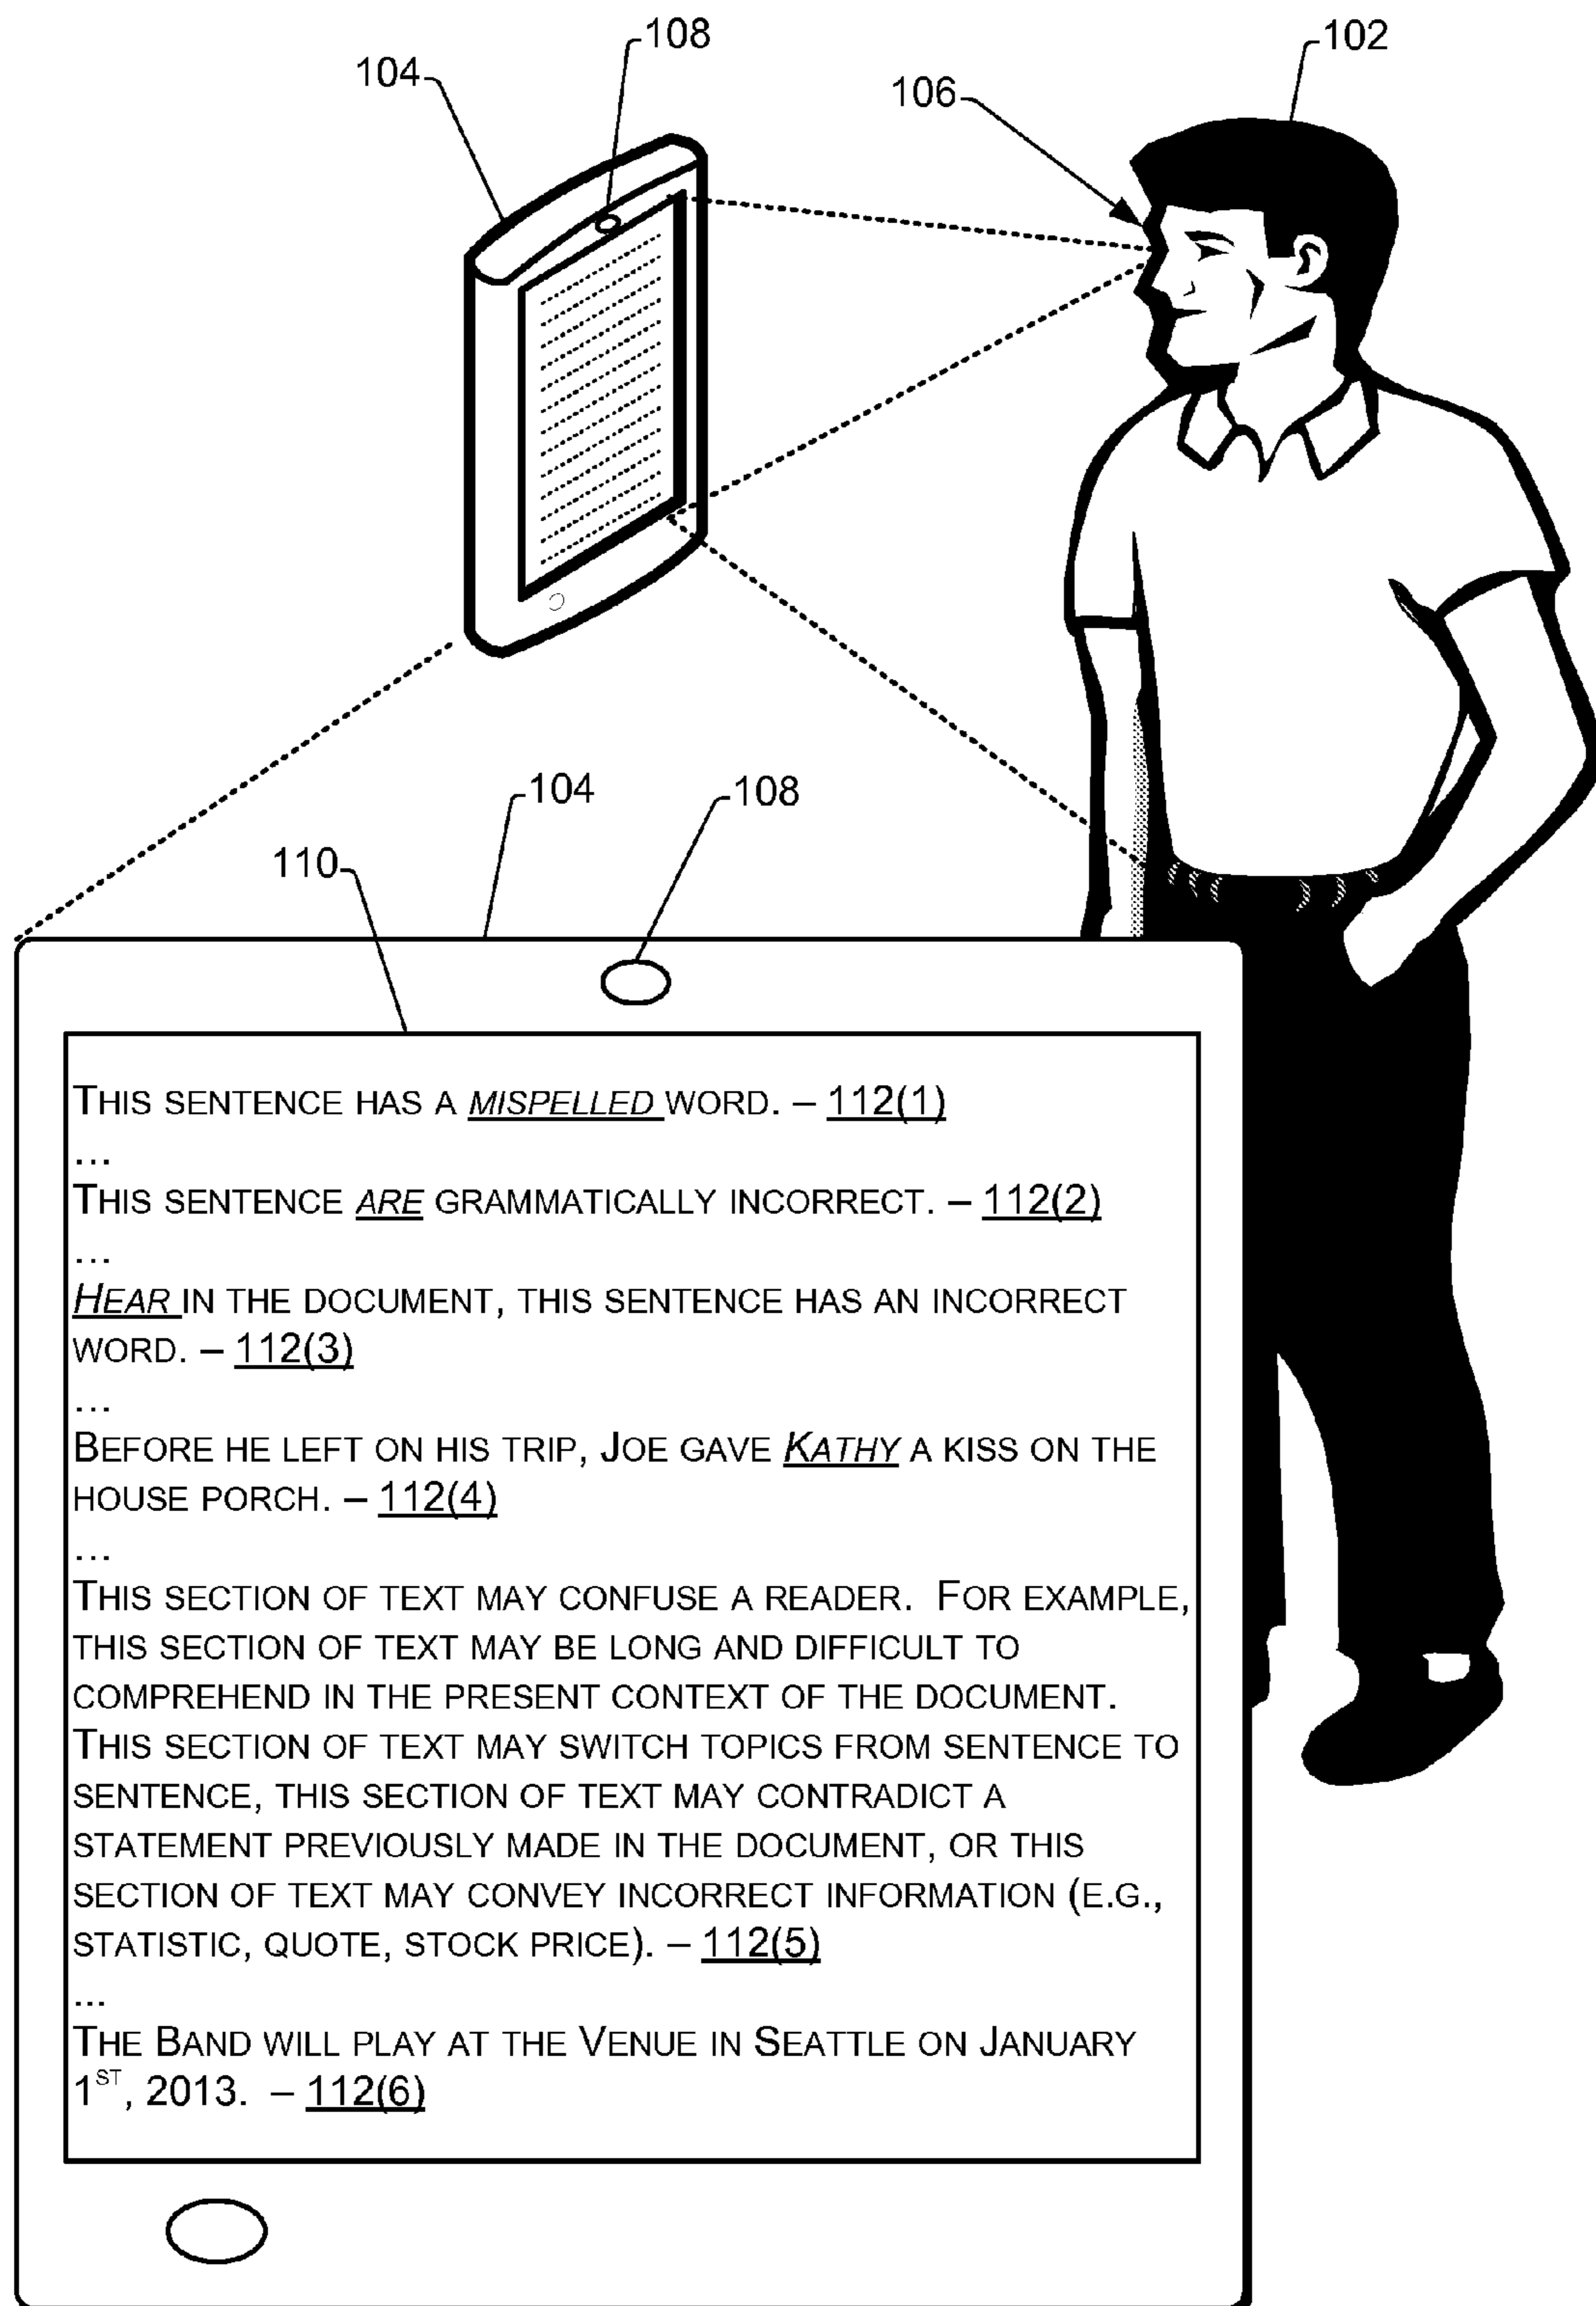 108
102
104
106
104
108
110
THIS SENTENCE HAS A MISPELLED WORD. – 112(1)
...
THIS SENTENCE ARE GRAMMATICALLY INCORRECT. – 112(2)
...
HEAR IN THE DOCUMENT, THIS SENTENCE HAS AN INCORRECT
WORD. – 112(3)
...
BEFORE HE LEFT ON HIS TRIP, JOE GAVE KATHY A KISS ON THE
HOUSE PORCH. – 112(4)
...
THIS SECTION OF TEXT MAY CONFUSE A READER. FOR EXAMPLE,
THIS SECTION OF TEXT MAY BE LONG AND DIFFICULT TO
COMPREHEND IN THE PRESENT CONTEXT OF THE DOCUMENT.
THIS SECTION OF TEXT MAY SWITCH TOPICS FROM SENTENCE TO
SENTENCE, THIS SECTION OF TEXT MAY CONTRADICT A
STATEMENT PREVIOUSLY MADE IN THE DOCUMENT, OR THIS
SECTION OF TEXT MAY CONVEY INCORRECT INFORMATION (E.G.,
STATISTIC, QUOTE, STOCK PRICE). – 112(5)
...
THE BAND WILL PLAY AT THE VENUE IN SEATTLE ON JANUARY
1ST, 2013. – 112(6)